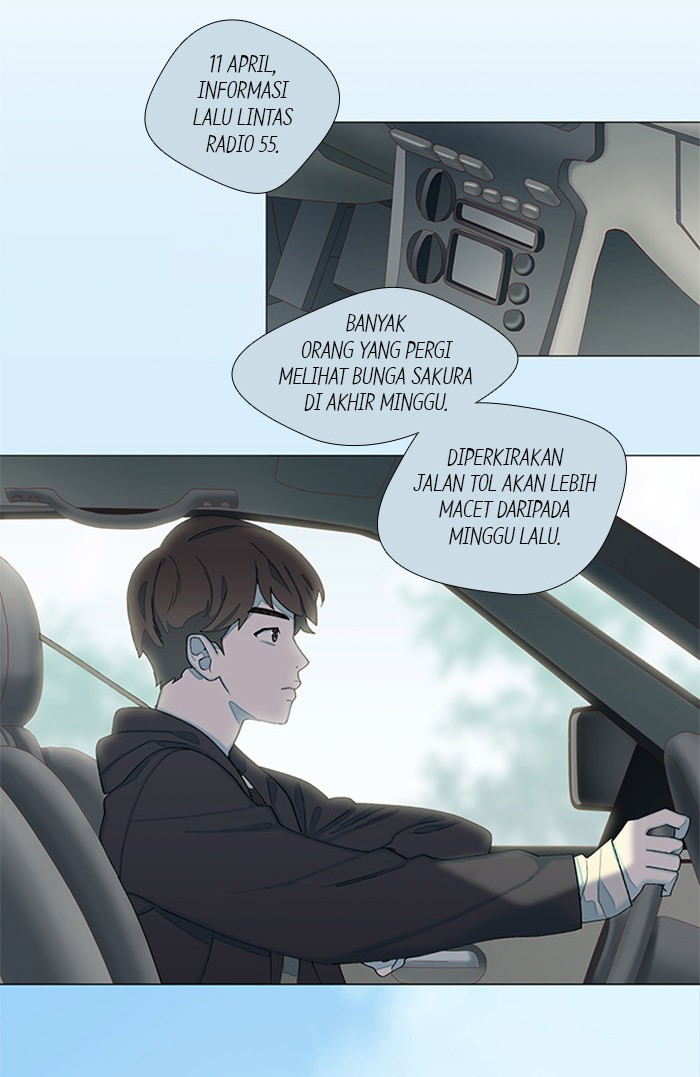 11 APRIL,
INFORMASI
LALU LINTAS
RADIO 55.
BANYAK
ORANG YANG PERGI
MELIHAT BUNGA SAKURA
DI AKHIR MINGGU.
DIPERKIRAKAN
JALAN TOL AKAN LEBIH
MACET DARIPADA
MINGGU LALU.